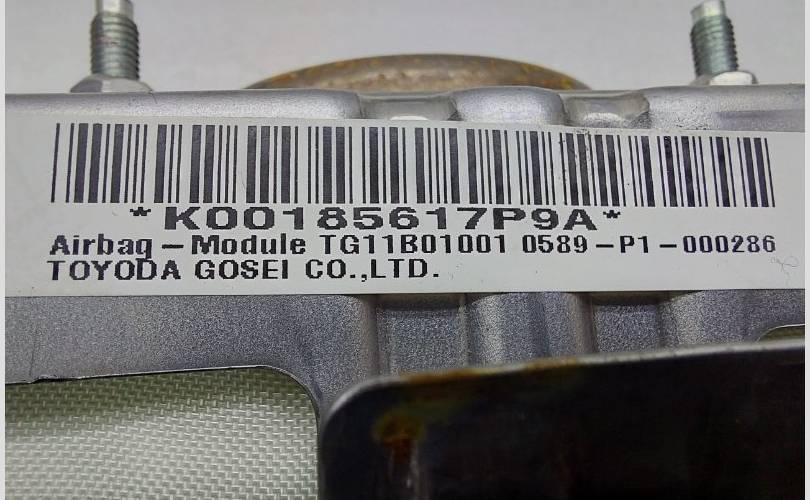 *K00185617P9A*
Airbag-Module TG11B01001 0589-P1-000286
TOYODA GOSEI CO.,LTD.